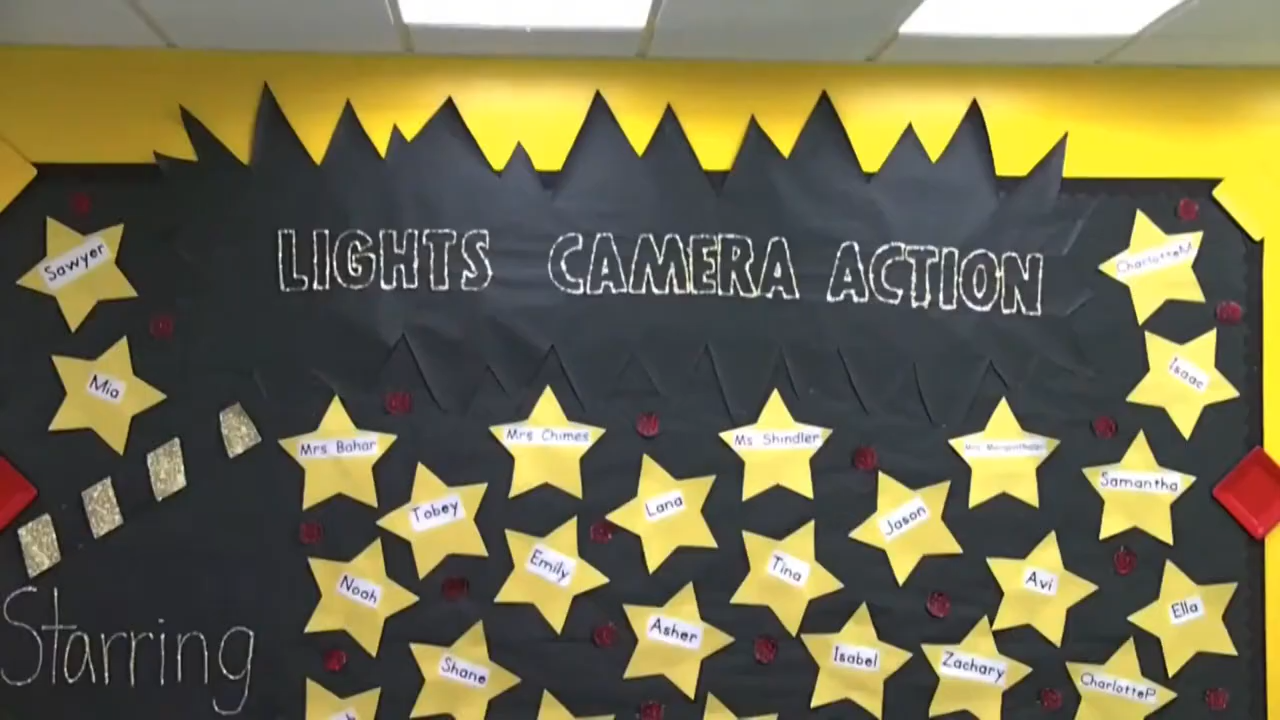 LIGHTS CAMERA ACTION
Sawyer
CharlotteM
Mia
Isaac
Mrs Bahar
Mrs Chimes
Ms Shindler
Mrs
Samantha
Tobey
Lana
Jason
Noah
Emily
Tina
Avi
Ella
Starring
Shane
Asher
Isabel
Zachary
CharlotteP